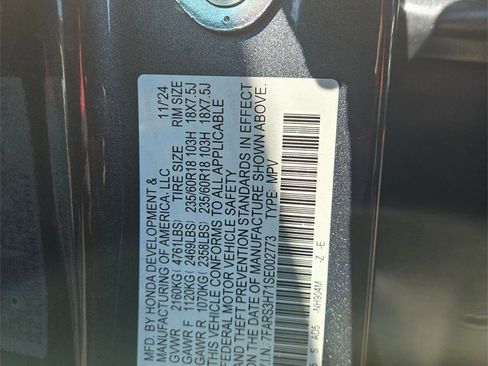 MFD. BY HONDA DEVELOPMENT &
MANUFACTURING OF AMERICA, LLC 11/24
GVWR 2160KG( 4761LBS) TIRE SIZE RIM SIZE
GAWR F 1120KG( 2469LBS) 235/60R18 103H 18X7.5J
GAWR R 1070KG( 2358LBS) 235/60R18 103H 18X7.5J
THIS VEHICLE CONFORMS TO ALL APPLICABLE
FEDERAL MOTOR VEHICLE SAFETY
AND THEFT PREVENTION STANDARDS IN EFFECT
ON THE DATE OF MANUFACTURE SHOWN ABOVE.
V.I.N.: 7FARS3H71SE002773 TYPE: MPV
S AD5 NH904M -Z -E